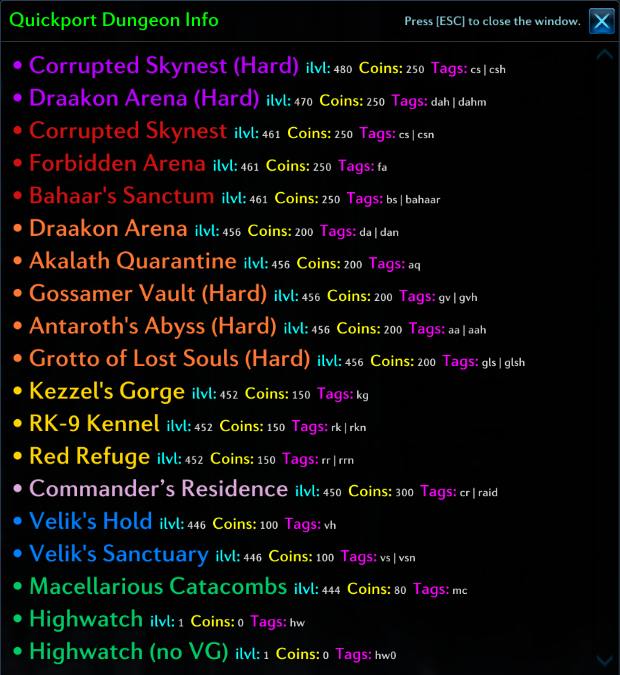 Quickport Dungeon Info
Press [ESC] to close the window.
• Corrupted Skynest (Hard) ilvl: 480 Coins: 250 Tags: cs | csh
• Draakon Arena (Hard) ilvl: 470 Coins: 250 Tags: dah | dahm
• Corrupted Skynest ilvl: 461 Coins: 250 Tags: cs | csn
• Forbidden Arena ilvl: 461 Coins: 250 Tags: fa
• Bahaar's Sanctum ilvl: 461 Coins: 250 Tags: bs | bahaar
• Draakon Arena ilvl: 456 Coins: 200 Tags: da | dan
• Akalath Quarantine ilvl: 456 Coins: 200 Tags: aq
• Gossamer Vault (Hard) ilvl: 456 Coins: 200 Tags: gv | gvh
• Antaroth's Abyss (Hard) ilvl: 456 Coins: 200 Tags: aa | aah
• Grotto of Lost Souls (Hard) ilvl: 456 Coins: 200 Tags: gls | glsh
• Kezzel's Gorge ilvl: 452 Coins: 150 Tags: kg
• RK-9 Kennel ilvl: 452 Coins: 150 Tags: rk | rkn
• Red Refuge ilvl: 452 Coins: 150 Tags: rr | rrn
• Commander’s Residence ilvl: 450 Coins: 300 Tags: cr | raid
• Velik's Hold ilvl: 446 Coins: 100 Tags: vh
• Velik's Sanctuary ilvl: 446 Coins: 100 Tags: vs | vsn
• Macellarious Catacombs ilvl: 444 Coins: 80 Tags: mc
• Highwatch ilvl: 1 Coins: 0 Tags: hw
• Highwatch (no VG) ilvl: 1 Coins: 0 Tags: hw0